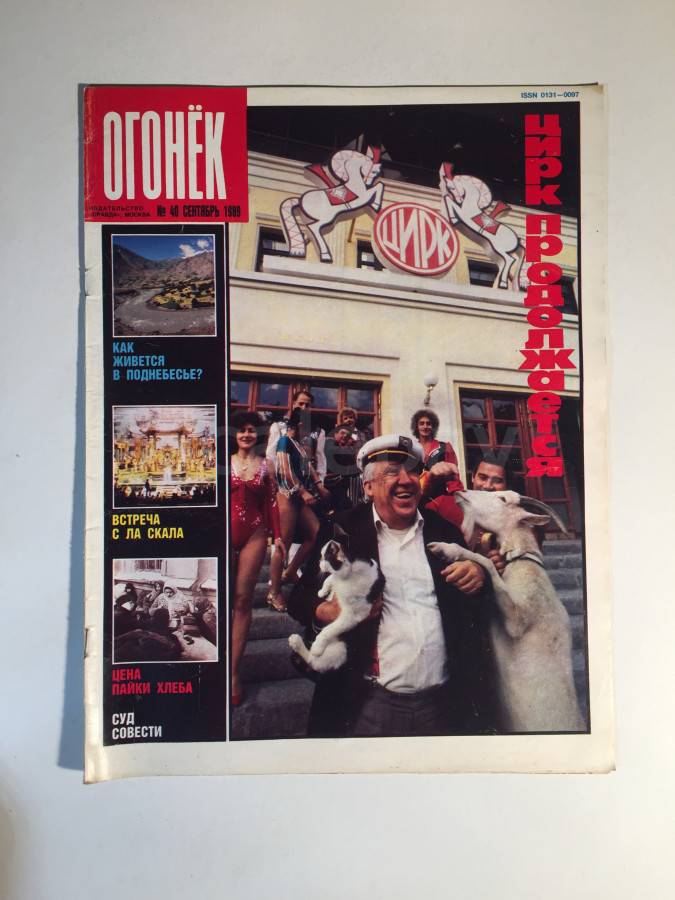 ISSN 0131—0097
ОГОНЁК
ИЗДАТЕЛЬСТВО
«ПРАВДА», МОСКВА
№ 40 СЕНТЯБРЬ 1989
ЦИРК ПРОДОЛЖАЕТСЯ
ЦИРК
КАК
ЖИВЕТСЯ
В ПОДНЕБЕСЬЕ?
ВСТРЕЧА
С ЛА СКАЛА
ЦЕНА
ПАЙКИ ХЛЕБА
СУД
СОВЕСТИ